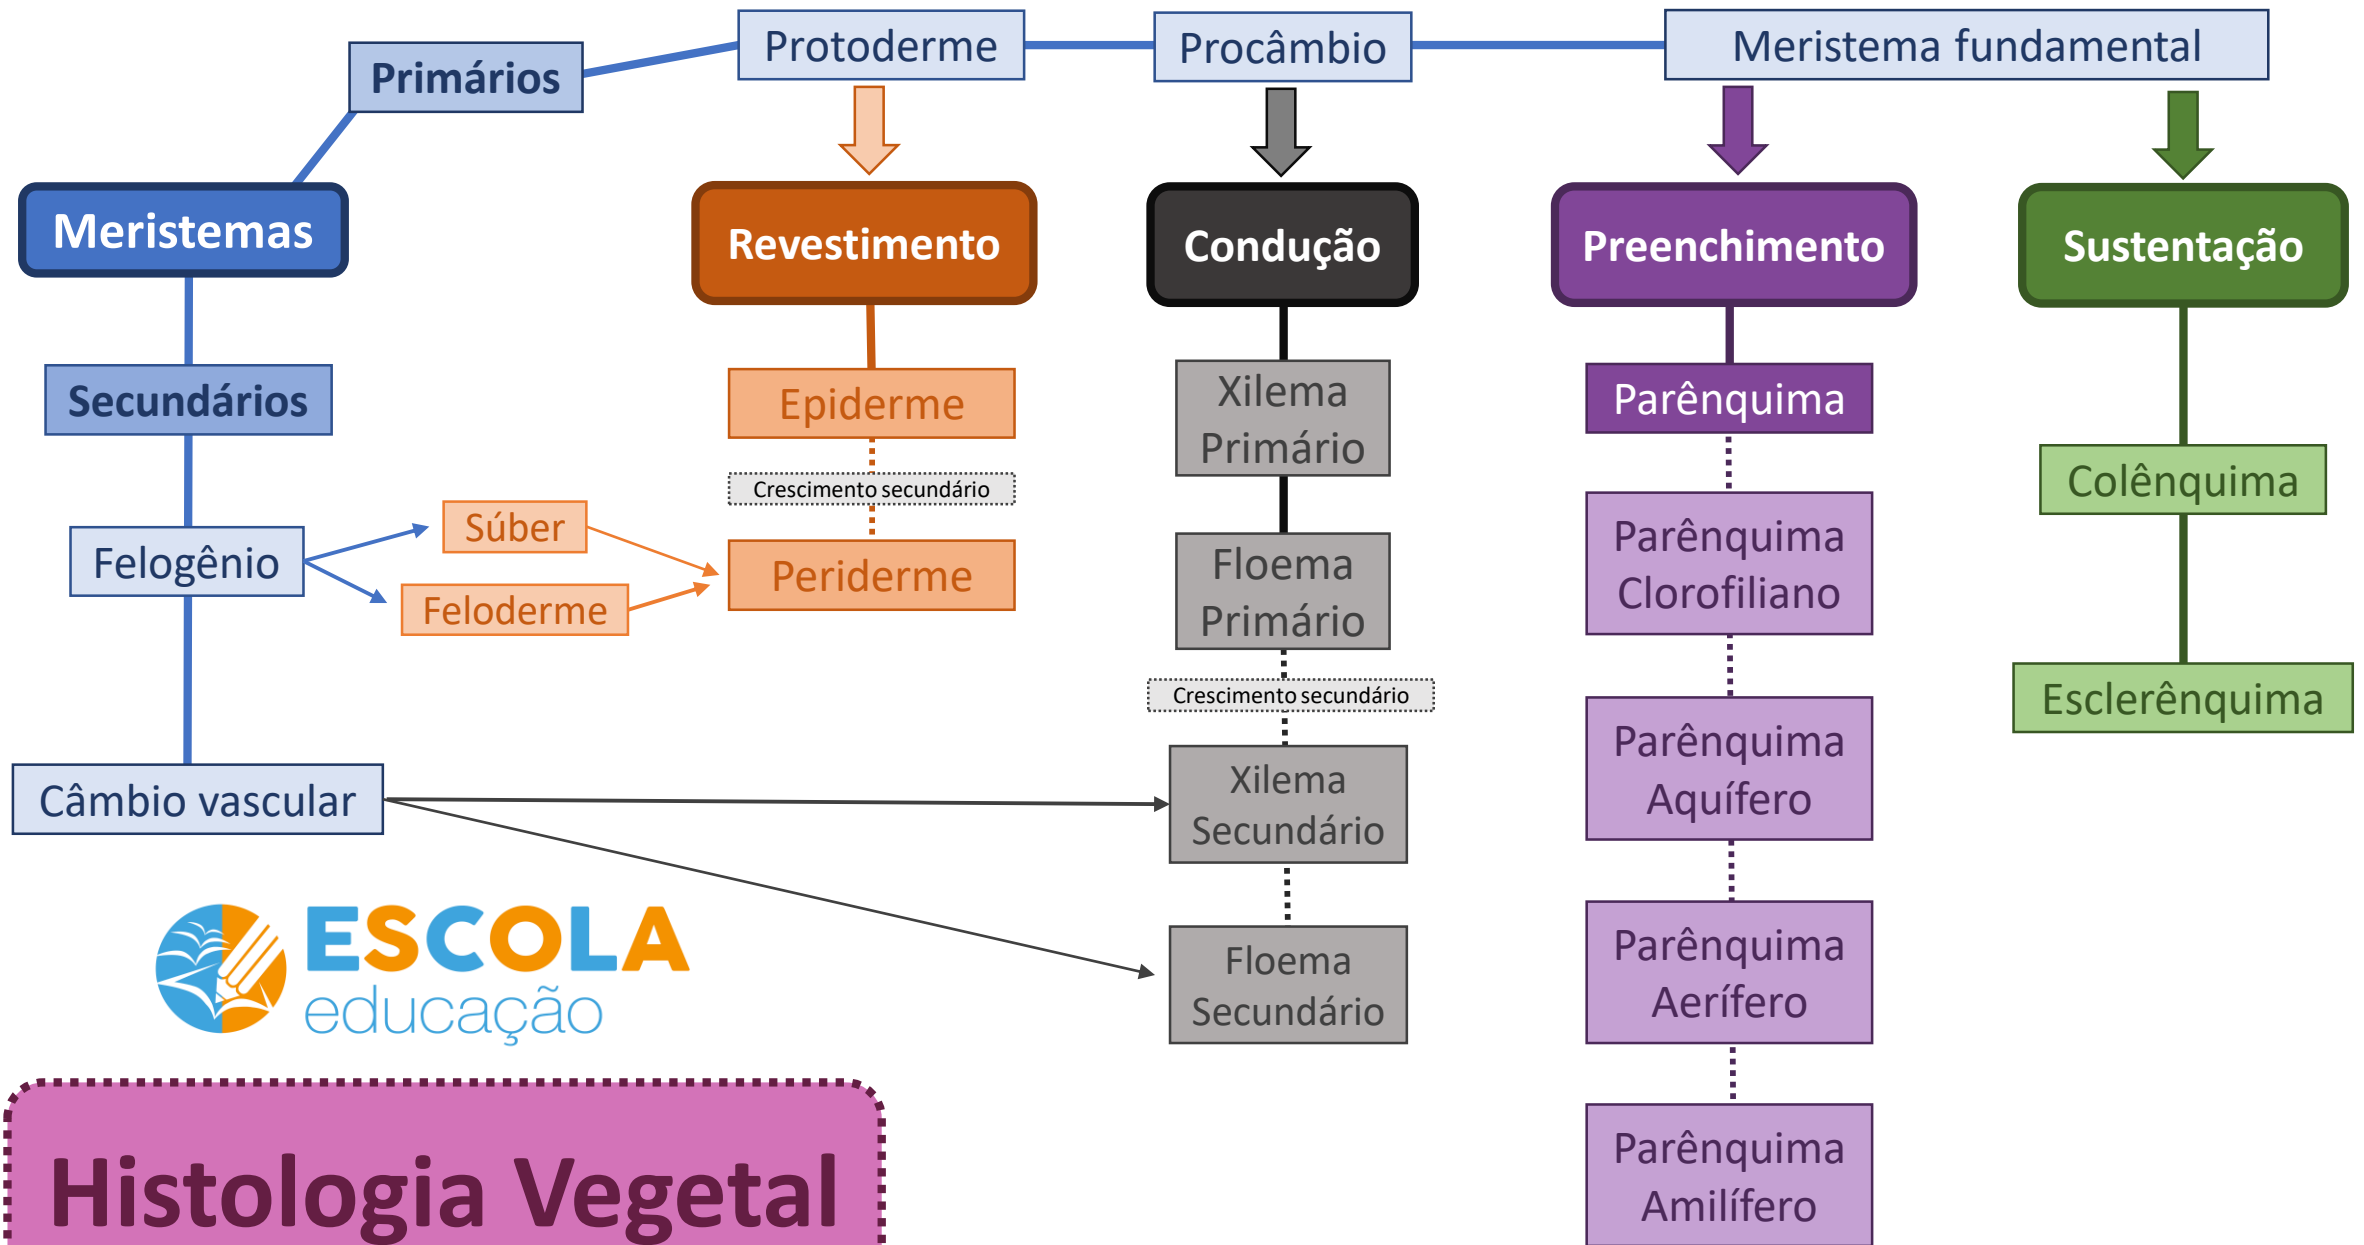 Primários
Protoderme
Procâmbio
Meristema fundamental
Meristemas
Revestimento
Condução
Preenchimento
Sustentação
Secundários
Epiderme
Crescimento secundário
Periderme
Felogênio
Súber
Feloderme
Câmbio vascular
Xilema
Primário
Floema
Primário
Crescimento secundário
Xilema
Secundário
Floema
Secundário
Parênquima
Parênquima
Clorofiliano
Parênquima
Aquífero
Parênquima
Aerífero
Parênquima
Amilífero
Colênquima
Esclerênquima
ESCOLA
educação
Histologia Vegetal